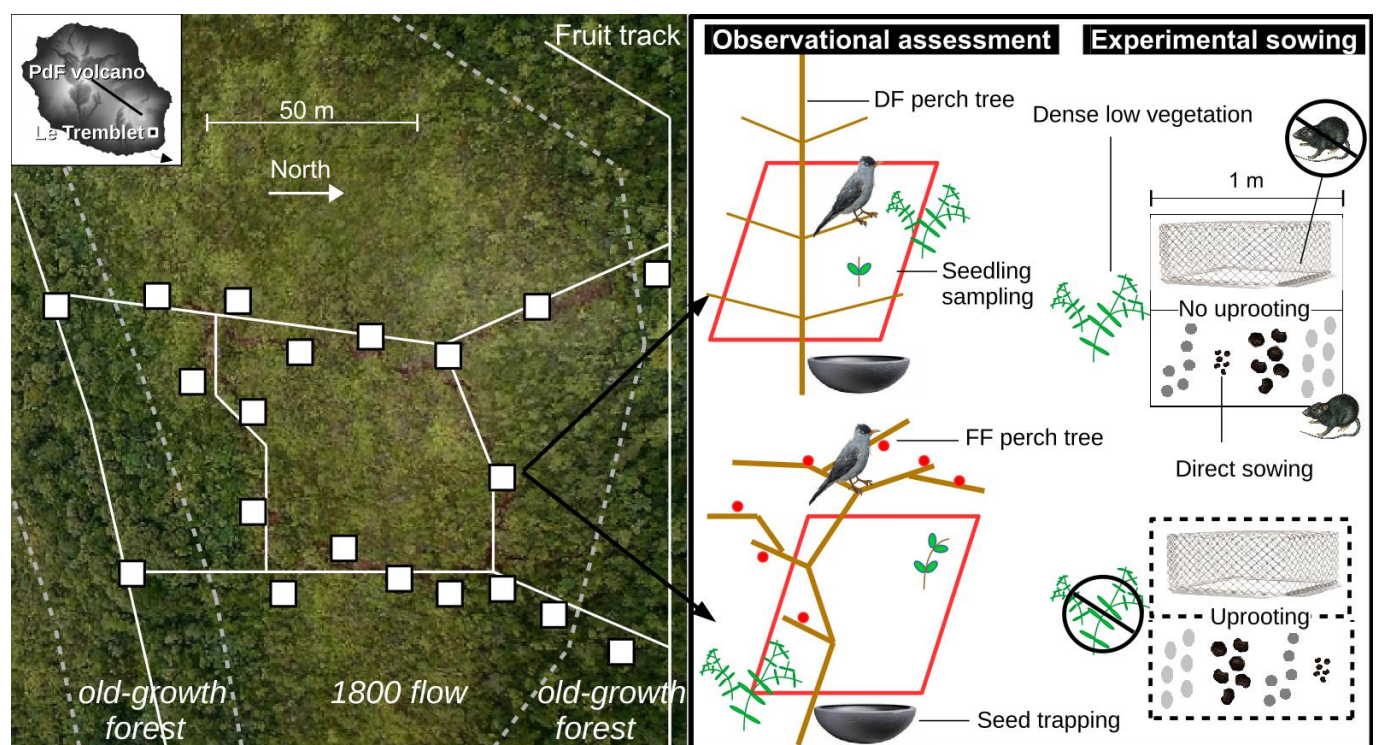 PdF volcano
Le Tremblet
Fruit track
50 m
North
old-growth
forest
1800 flow
old-growth
forest
Observational assessment
Experimental sowing
DF perch tree
Dense low vegetation
1 m
Seedling
sampling
No uprooting
FF perch tree
Direct sowing
Uprooting
Seed trapping